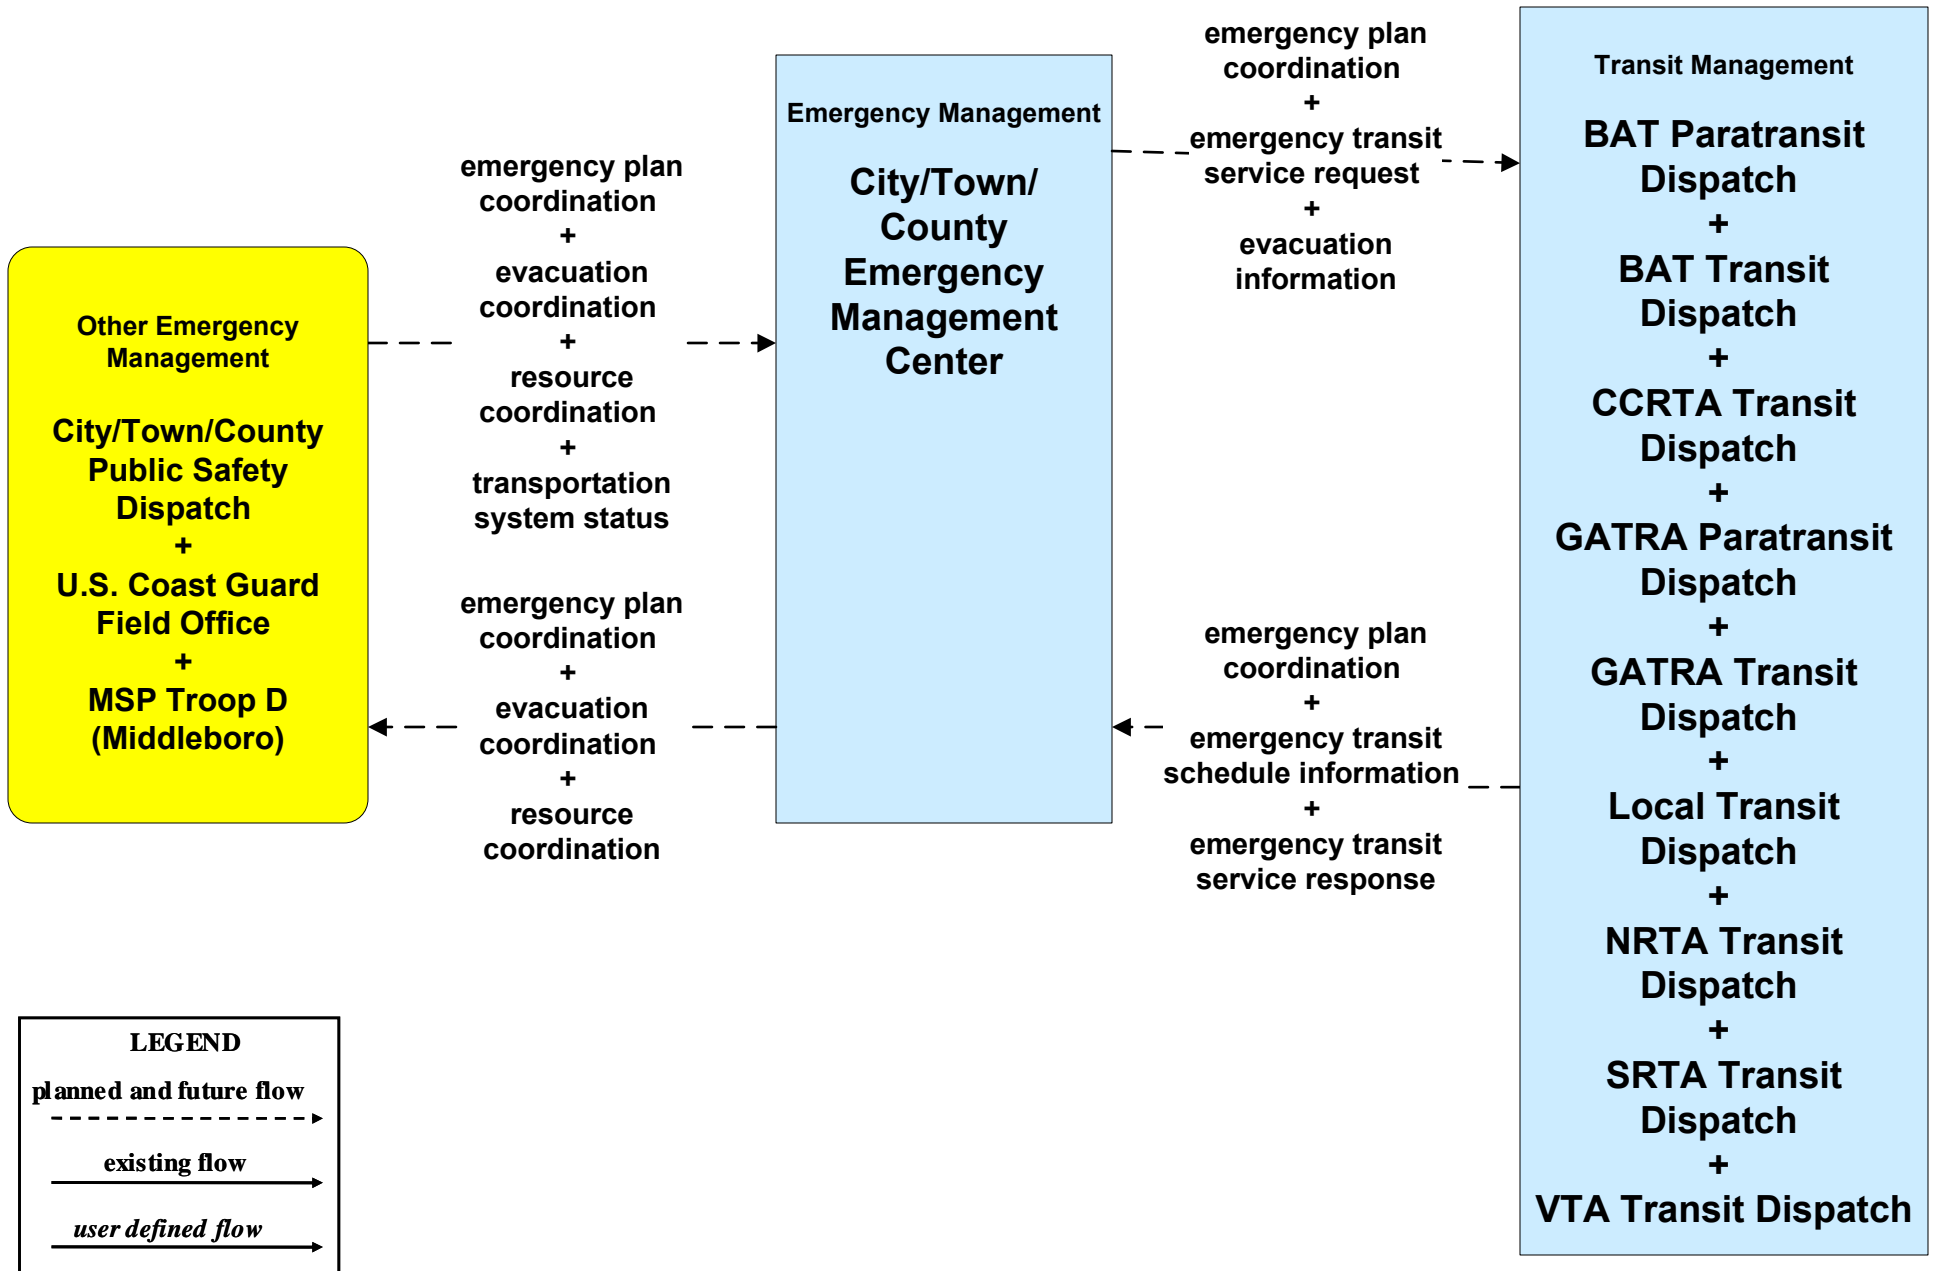 Other Emergency
Management
City/Town/County
Public Safety
Dispatch
+
U.S. Coast Guard
Field Office
+
MSP Troop D
(Middleboro)
emergency plan
coordination
+
evacuation
coordination
+
resource
coordination
+
transportation
system status
emergency plan
coordination
+
evacuation
coordination
+
resource
coordination
Emergency Management
City/Town/
County
Emergency
Management
Center
emergency plan
coordination
+
emergency transit
service request
+
evacuation
information
emergency plan
coordination
+
emergency transit
schedule information
+
emergency transit
service response
Transit Management
BAT Paratransit
Dispatch
+
BAT Transit
Dispatch
+
CCRTA Transit
Dispatch
+
GATRA Paratransit
Dispatch
+
GATRA Transit
Dispatch
+
Local Transit
Dispatch
+
NRTA Transit
Dispatch
+
SRTA Transit
Dispatch
+
VTA Transit Dispatch
LEGEND
planned and future flow
existing flow
user defined flow